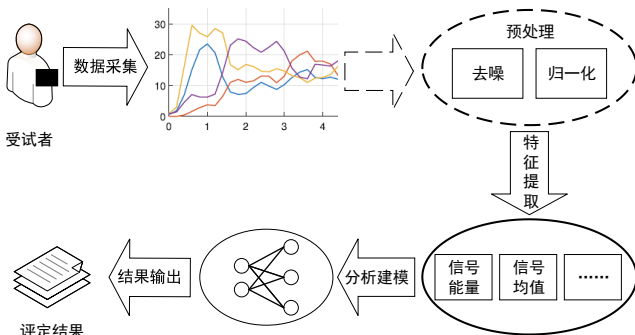 受试者
数据采集
30
20
10
0
0
1
2
3
4
预处理
去噪
归一化
特征提取
信号
能量
信号
均值
……
分析建模
结果输出
评定结果